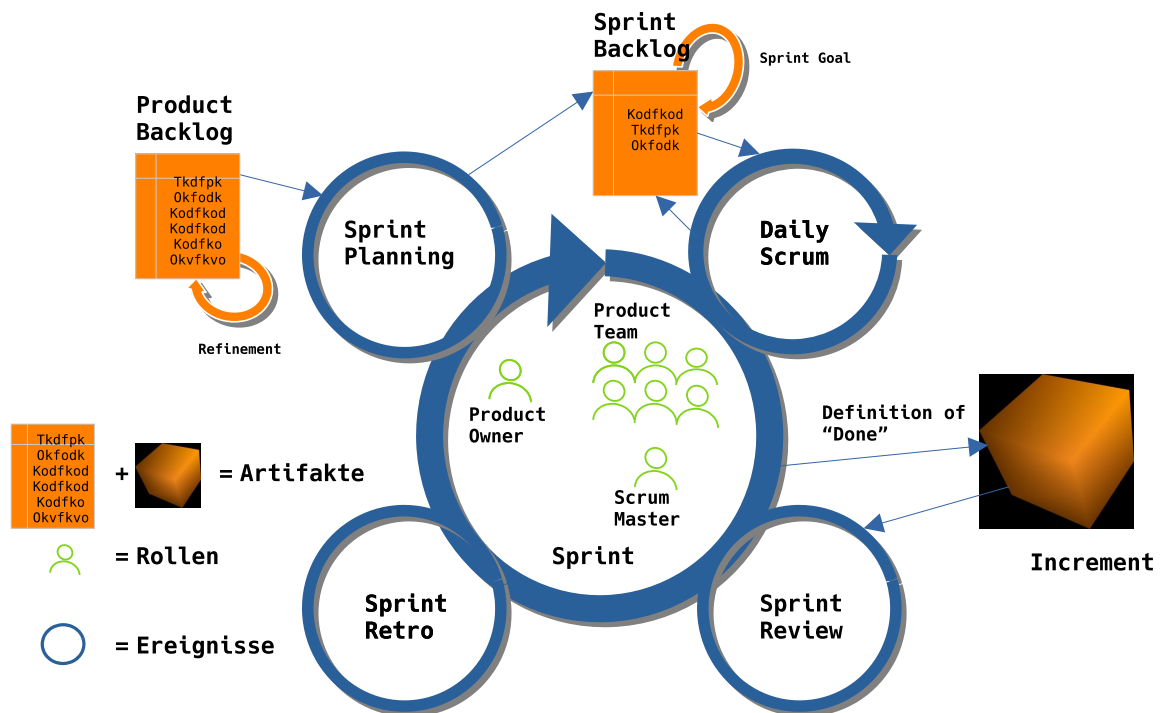 Sprint
Backlog
Sprint Goal
Kodfkod
Tkdfpk
Okfodk
Product
Backlog
Tkdfpk
Okfodk
Kodfkod
Kodfkod
Kodfko
Okvfkvo
Refinement
Sprint
Planning
Daily
Scrum
Product
Team
Product
Owner
Scrum
Master
Sprint
Definition of
“Done”
Increment
Tkdfpk
Okfodk
Kodfkod
Kodfkod
Kodfko
Okvfkvo
+ = Artifakte
= Rollen
= Ereignisse
Sprint
Retro
Sprint
Review